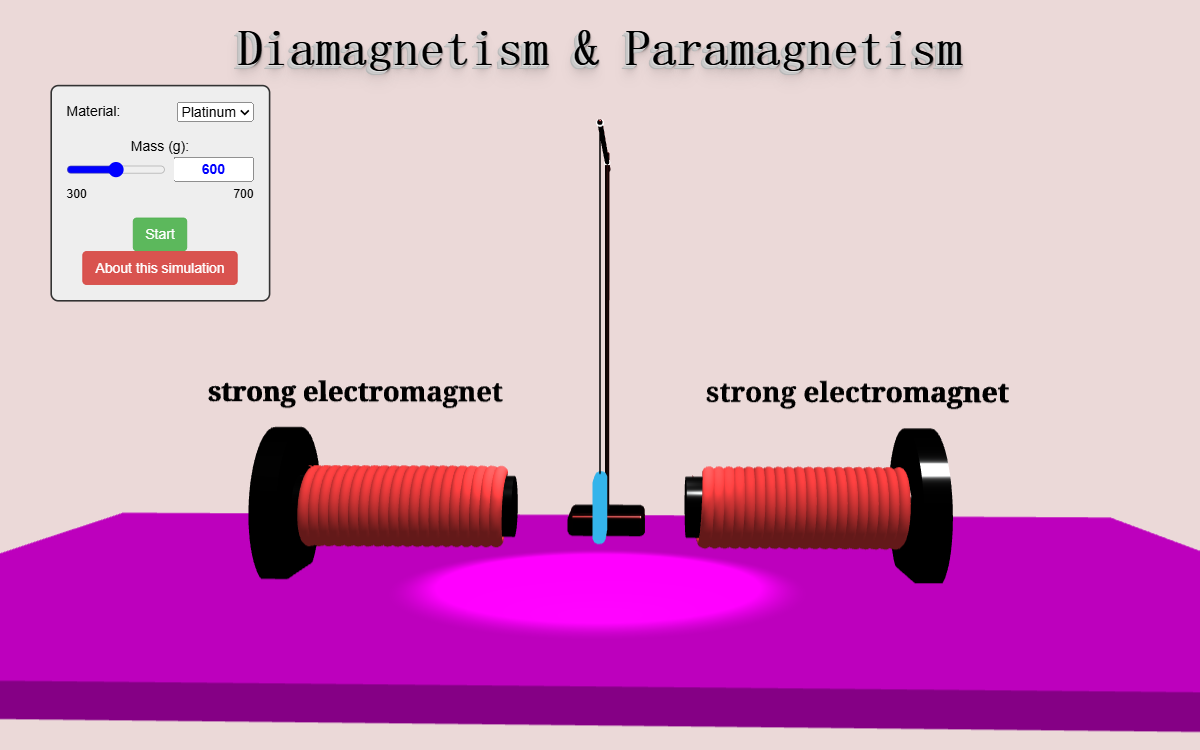 Diamagnetism & Paramagnetism
Material: Platinum
Mass (g):
600
300 700
Start
About this simulation
strong electromagnet strong electromagnet